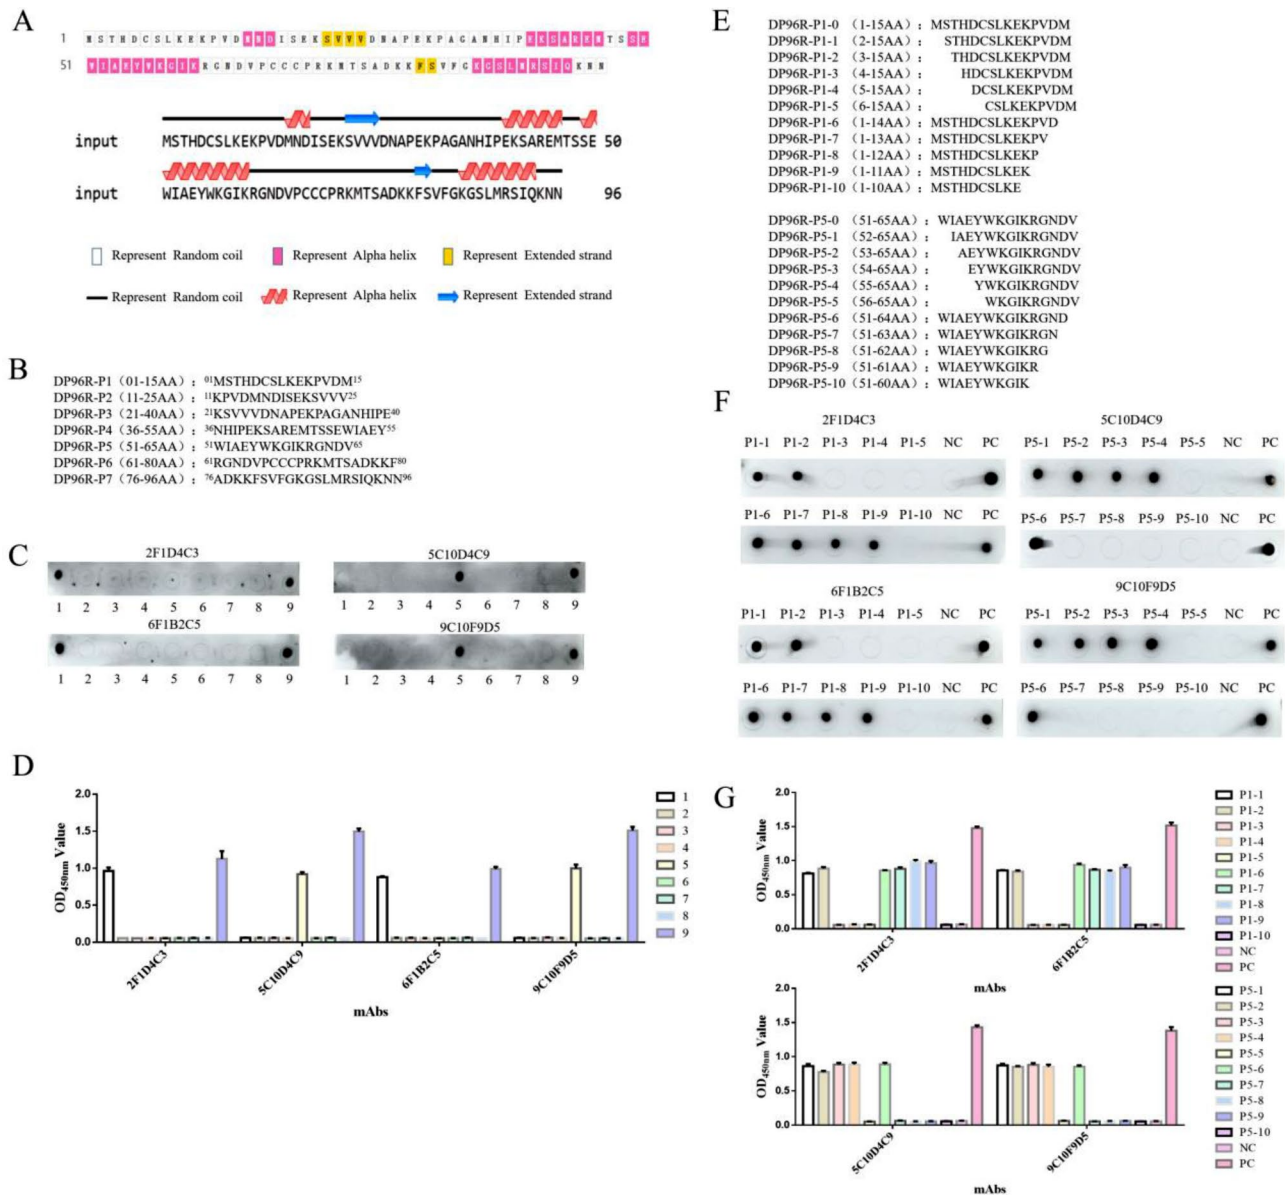 A
1 MSTHDCSLKEKPVDMNDISEKSVVVDNAPEKPAGANHIPEKSAREMTSSE
51 WIAEYWKGIKRGNDVPCCCPRKMTSADKKFSVFGKGSLMRSIQKNN
input MSTHDCSLKEKPVDMNDISEKSVVVDNAPEKPAGANHIPEKSAREMTSSE 50
input WIAEYWKGIKRGNDVPCCCPRKMTSADKKFSVFGKGSLMRSIQKNN 96
Represent Random coil Represent Alpha helix Represent Extended strand
Represent Random coil Represent Alpha helix Represent Extended strand
B
DP96R-P1（01-15AA）：01MSTHDCSLKEKPVDM15
DP96R-P2（11-25AA）：11KPVDMNDISEKSVVV25
DP96R-P3（21-40AA）：21KSVVVDNAPEKPAGANHIPE40
DP96R-P4（36-55AA）：36NHIPEKSAREMTSSEWIAEY55
DP96R-P5（51-65AA）：51WIAEYWKGIKRGNDV65
DP96R-P6（61-80AA）：61RGNDVPCCCPRKMTSADKKF80
DP96R-P7（76-96AA）：76ADKKFSVFGKGSLMRSIQKNN96
C
2F1D4C3 5C10D4C9
1 2 3 4 5 6 7 8 9 1 2 3 4 5 6 7 8 9
6F1B2C5 9C10F9D5
1 2 3 4 5 6 7 8 9 1 2 3 4 5 6 7 8 9
D
OD450nm Value
2.0
1.5
1.0
0.5
0.0
2F1D4C3 5C10D4C9 6F1B2C5 9C10F9D5
mAbs
1
2
3
4
5
6
7
8
9
E
DP96R-P1-0（1-15AA）：MSTHDCSLKEKPVDM
DP96R-P1-1（2-15AA）：STHDCSLKEKPVDM
DP96R-P1-2（3-15AA）：THDCSLKEKPVDM
DP96R-P1-3（4-15AA）：HDCSLKEKPVDM
DP96R-P1-4（5-15AA）：DCSLKEKPVDM
DP96R-P1-5（6-15AA）：CSLKEKPVDM
DP96R-P1-6（1-14AA）：MSTHDCSLKEKPVD
DP96R-P1-7（1-13AA）：MSTHDCSLKEKPV
DP96R-P1-8（1-12AA）：MSTHDCSLKEKP
DP96R-P1-9（1-11AA）：MSTHDCSLKEK
DP96R-P1-10（1-10AA）：MSTHDCSLKE
DP96R-P5-0（51-65AA）：WIAEYWKGIKRGNDV
DP96R-P5-1（52-65AA）：IAEYWKGIKRGNDV
DP96R-P5-2（53-65AA）：AEYWKGIKRGNDV
DP96R-P5-3（54-65AA）：EYWKGIKRGNDV
DP96R-P5-4（55-65AA）：YWKGIKRGNDV
DP96R-P5-5（56-65AA）：WKGIKRGNDV
DP96R-P5-6（51-64AA）：WIAEYWKGIKRGND
DP96R-P5-7（51-63AA）：WIAEYWKGIKRGN
DP96R-P5-8（51-62AA）：WIAEYWKGIKRG
DP96R-P5-9（51-61AA）：WIAEYWKGIKR
DP96R-P5-10（51-60AA）：WIAEYWKGIK
F
2F1D4C3 5C10D4C9
P1-1 P1-2 P1-3 P1-4 P1-5 NC PC P5-1 P5-2 P5-3 P5-4 P5-5 NC PC
P1-6 P1-7 P1-8 P1-9 P1-10 NC PC P5-6 P5-7 P5-8 P5-9 P5-10 NC PC
6F1B2C5 9C10F9D5
P1-1 P1-2 P1-3 P1-4 P1-5 NC PC P5-1 P5-2 P5-3 P5-4 P5-5 NC PC
P1-6 P1-7 P1-8 P1-9 P1-10 NC PC P5-6 P5-7 P5-8 P5-9 P5-10 NC PC
G
OD450nm Value
2.0
1.5
1.0
0.5
0.0
2F1D4C3 6F1B2C5
mAbs
P1-1
P1-2
P1-3
P1-4
P1-5
P1-6
P1-7
P1-8
P1-9
P1-10
NC
PC
OD450nm Value
2.0
1.5
1.0
0.5
0.0
5C10D4C9 9C10F9D5
mAbs
P5-1
P5-2
P5-3
P5-4
P5-5
P5-6
P5-7
P5-8
P5-9
P5-10
NC
PC